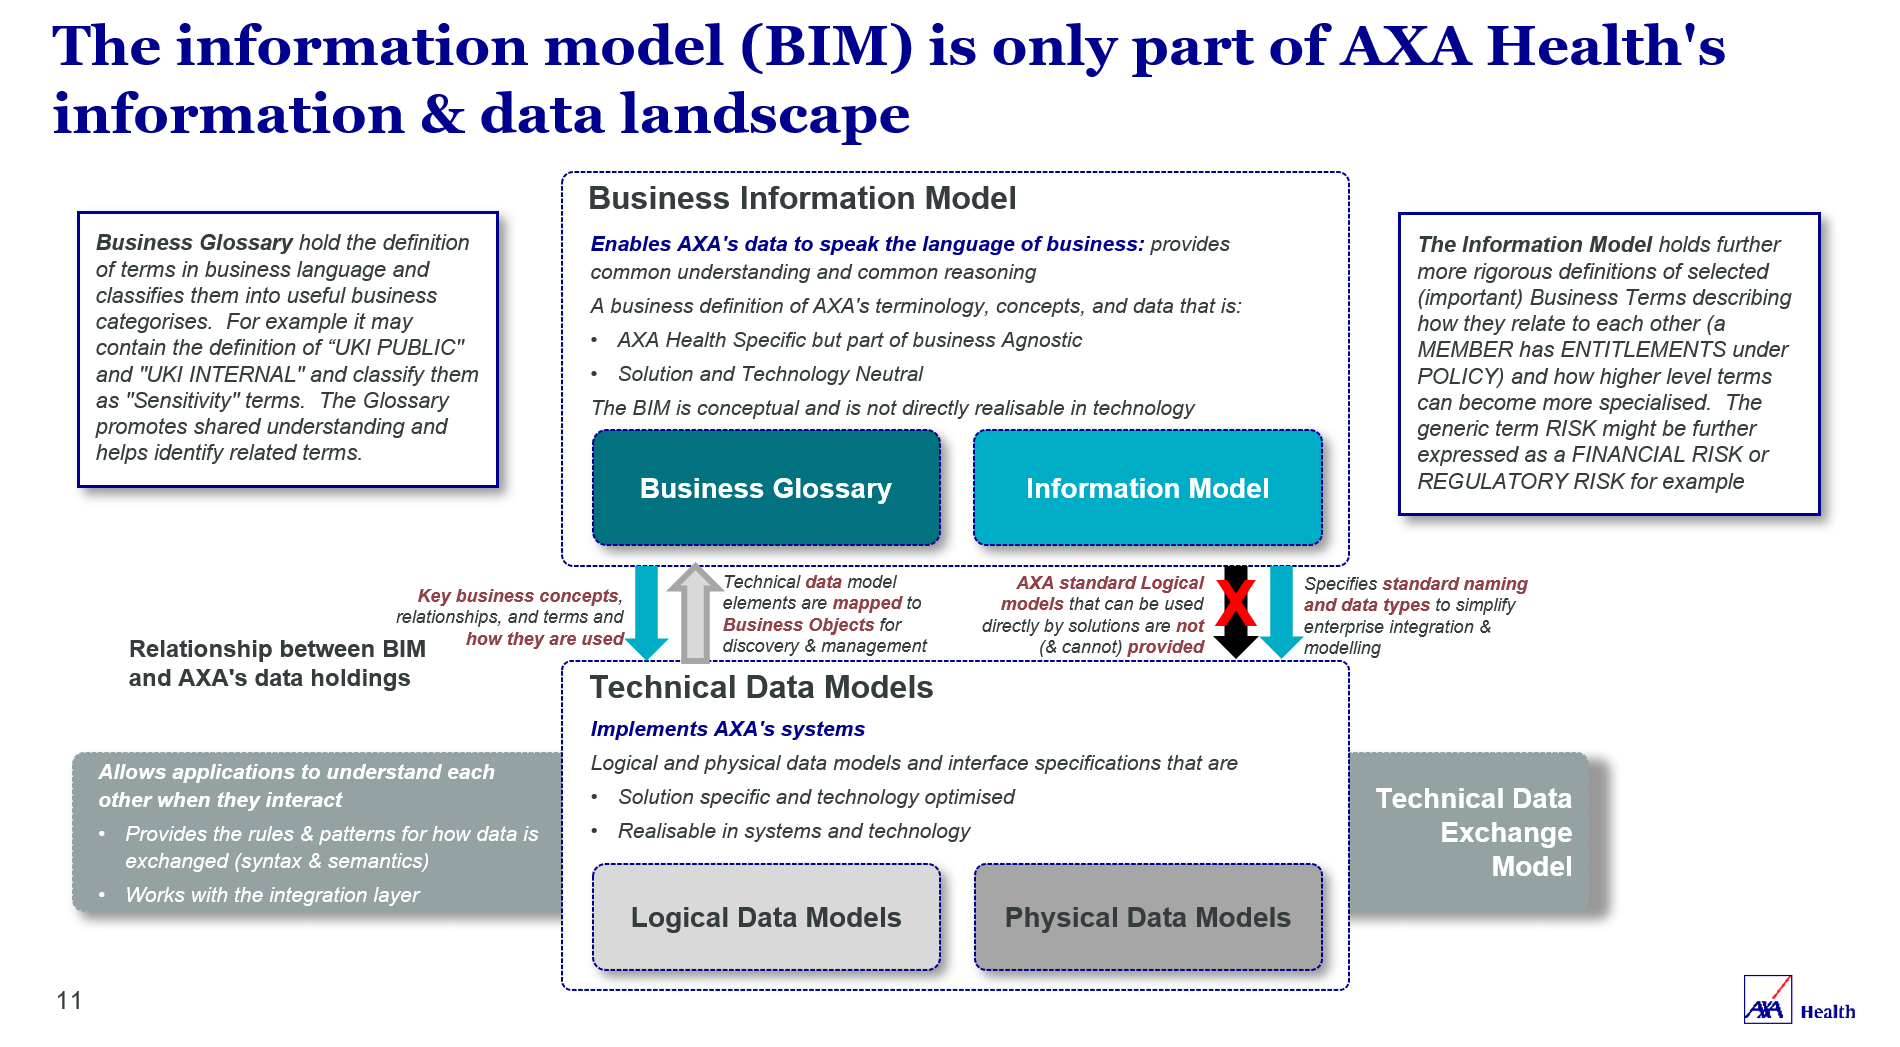 The information model (BIM) is only part of AXA Health's
information & data landscape
Business Glossary hold the definition
of terms in business language and
classifies them into useful business
categorises. For example it may
contain the definition of “UKI PUBLIC"
and "UKI INTERNAL" and classify them
as "Sensitivity" terms. The Glossary
promotes shared understanding and
helps identify related terms.
Business Information Model
Enables AXA's data to speak the language of business: provides
common understanding and common reasoning
A business definition of AXA's terminology, concepts, and data that is:
• AXA Health Specific but part of business Agnostic
• Solution and Technology Neutral
The BIM is conceptual and is not directly realisable in technology
Business Glossary
Information Model
The Information Model holds further
more rigorous definitions of selected
(important) Business Terms describing
how they relate to each other (a
MEMBER has ENTITLEMENTS under
POLICY) and how higher level terms
can become more specialised. The
generic term RISK might be further
expressed as a FINANCIAL RISK or
REGULATORY RISK for example
Relationship between BIM
and AXA's data holdings
Key business concepts,
relationships, and terms and
how they are used
Technical data model
elements are mapped to
Business Objects for
discovery & management
AXA standard Logical
models that can be used
directly by solutions are not
(& cannot) provided
X
Specifies standard naming
and data types to simplify
enterprise integration &
modelling
Allows applications to understand each
other when they interact
• Provides the rules & patterns for how data is
exchanged (syntax & semantics)
• Works with the integration layer
Technical Data Models
Implements AXA's systems
Logical and physical data models and interface specifications that are
• Solution specific and technology optimised
• Realisable in systems and technology
Logical Data Models
Physical Data Models
Technical Data
Exchange
Model
11
AXA Health